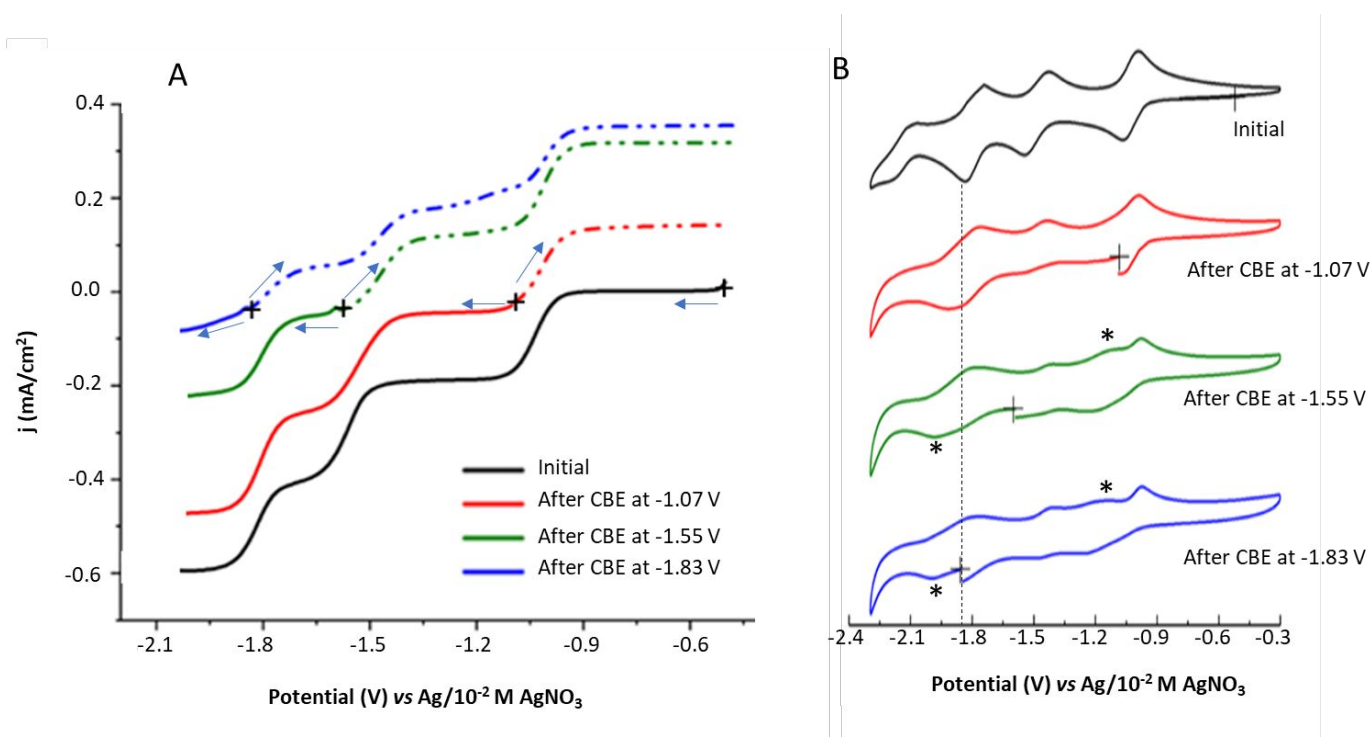 A
0.4
0.2
0.0
-0.2
-0.4
-0.6
j (mA/cm²)
Initial
After CBE at -1.07 V
After CBE at -1.55 V
After CBE at -1.83 V
-2.1 -1.8 -1.5 -1.2 -0.9 -0.6
Potential (V) vs Ag/10⁻² M AgNO₃
B
Initial
After CBE at -1.07 V
*
After CBE at -1.55 V
*
*
After CBE at -1.83 V
*
-2.4 -2.1 -1.8 -1.5 -1.2 -0.9 -0.6 -0.3
Potential (V) vs Ag/10⁻² M AgNO₃